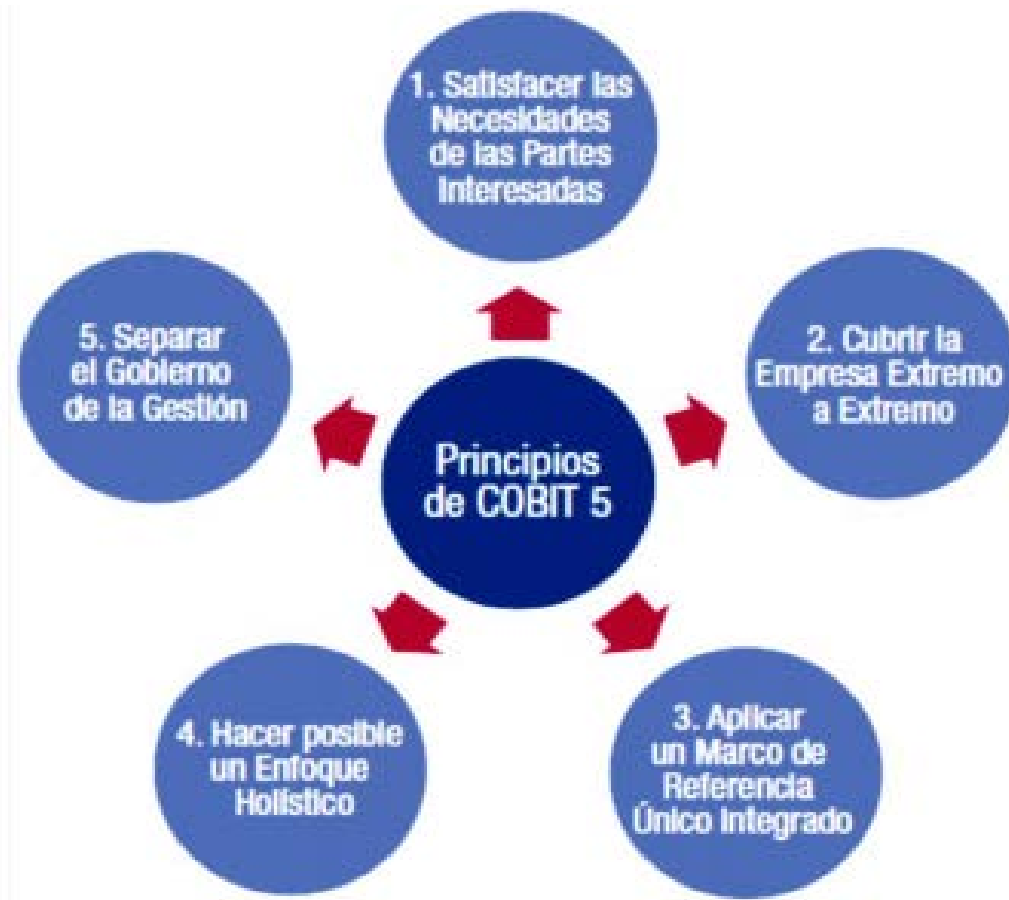 1. Satisfacer las
Necesidades
de las Partes
Interesadas
2. Cubrir la
Empresa Extremo
a Extremo
3. Aplicar
un Marco de
Referencia
Único Integrado
4. Hacer posible
un Enfoque
Holístico
5. Separar
el Gobierno
de la Gestión
Principios
de COBIT 5